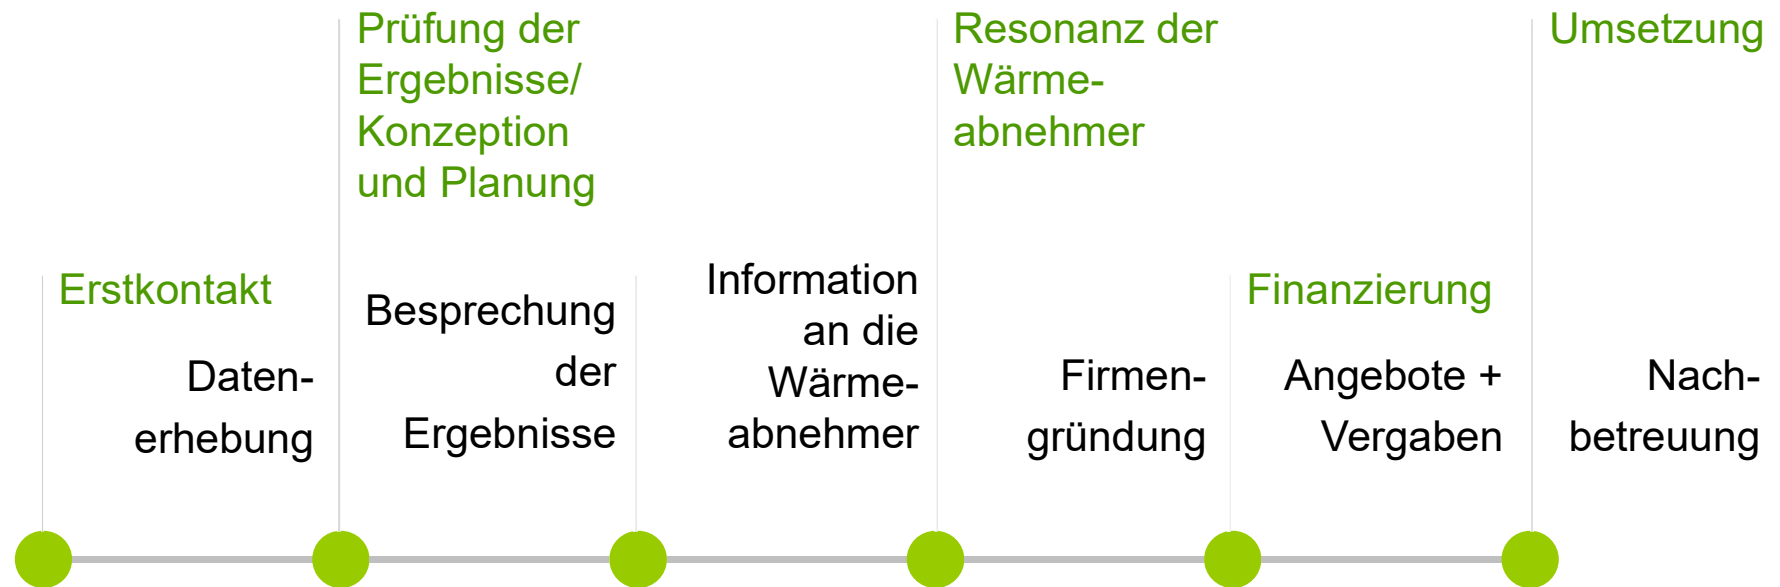 Erstkontakt
Daten-
erhebung
Prüfung der
Ergebnisse/
Konzeption
und Planung
Besprechung
der
Ergebnisse
Information
an die
Wärme-
abnehmer
Resonanz der
Wärme-
abnehmer
Firmen-
gründung
Finanzierung
Angebote +
Vergaben
Umsetzung
Nach-
betreuung